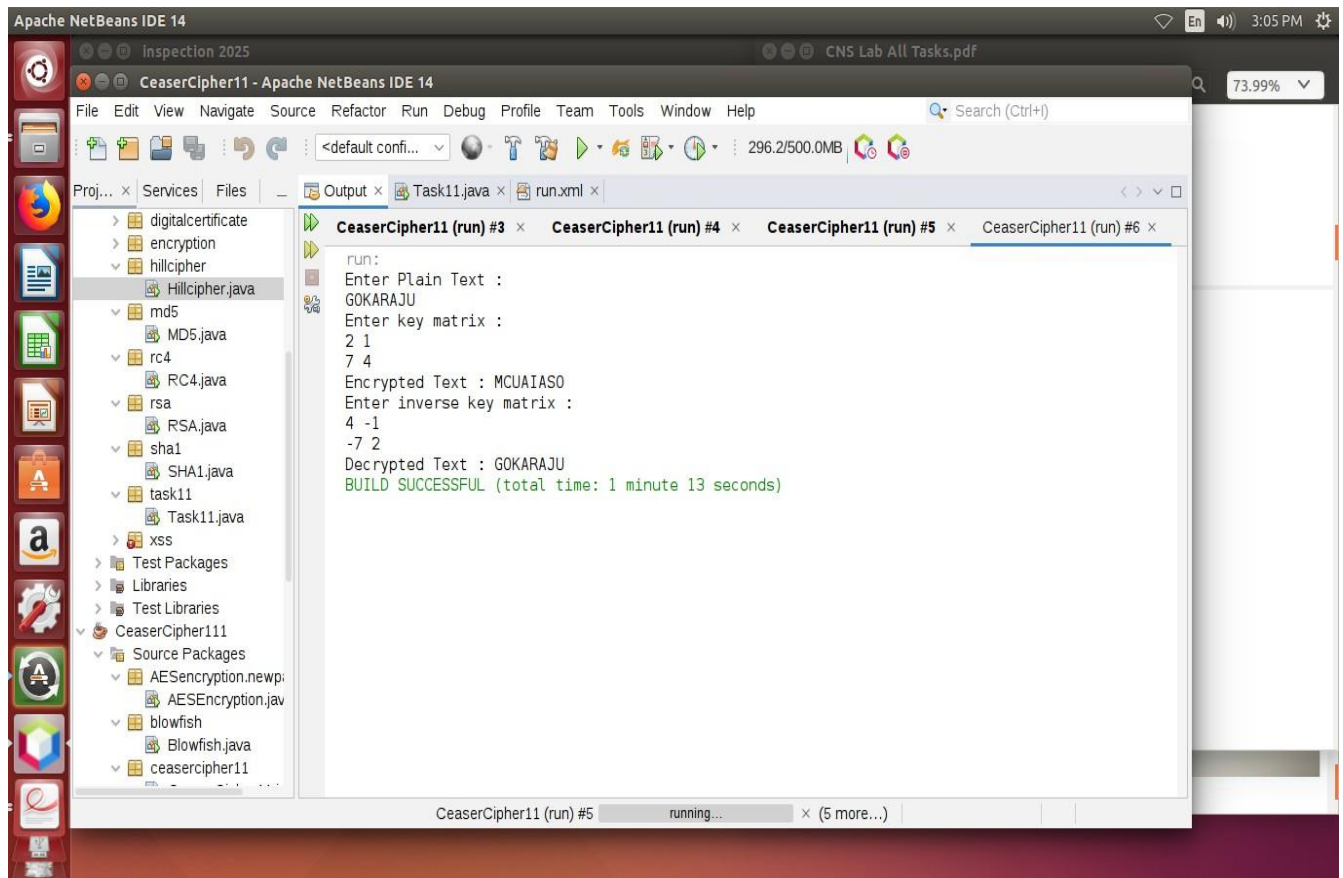 Apache NetBeans IDE 14
En
3:05 PM
inspection 2025
CNS Lab All Tasks.pdf
CeaserCipher11 - Apache NetBeans IDE 14
73.99%
File Edit View Navigate Source Refactor Run Debug Profile Team Tools Window Help
Search (Ctrl+I)
<default confi...
296.2/500.0MB
Proj... × Services Files
Output × Task11.java × run.xml ×
CeaserCipher11 (run) #3 × CeaserCipher11 (run) #4 × CeaserCipher11 (run) #5 × CeaserCipher11 (run) #6 ×
digitalcertificate
encryption
hillcipher
Hillcipher.java
md5
MD5.java
rc4
RC4.java
rsa
RSA.java
sha1
SHA1.java
task11
Task11.java
xss
Test Packages
Libraries
Test Libraries
CeaserCipher111
Source Packages
AESencryption.newpa
AESEncryption.jav
blowfish
Blowfish.java
ceasercipher11
run:
Enter Plain Text :
GOKARAJU
Enter key matrix :
2 1
7 4
Encrypted Text : MCUAIASO
Enter inverse key matrix :
4 -1
-7 2
Decrypted Text : GOKARAJU
BUILD SUCCESSFUL (total time: 1 minute 13 seconds)
CeaserCipher11 (run) #5 running... × (5 more...)